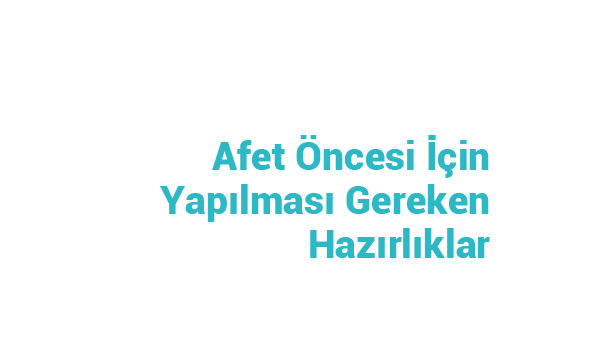 Afet Öncesi İçin
Yapılması Gereken
Hazırlıklar